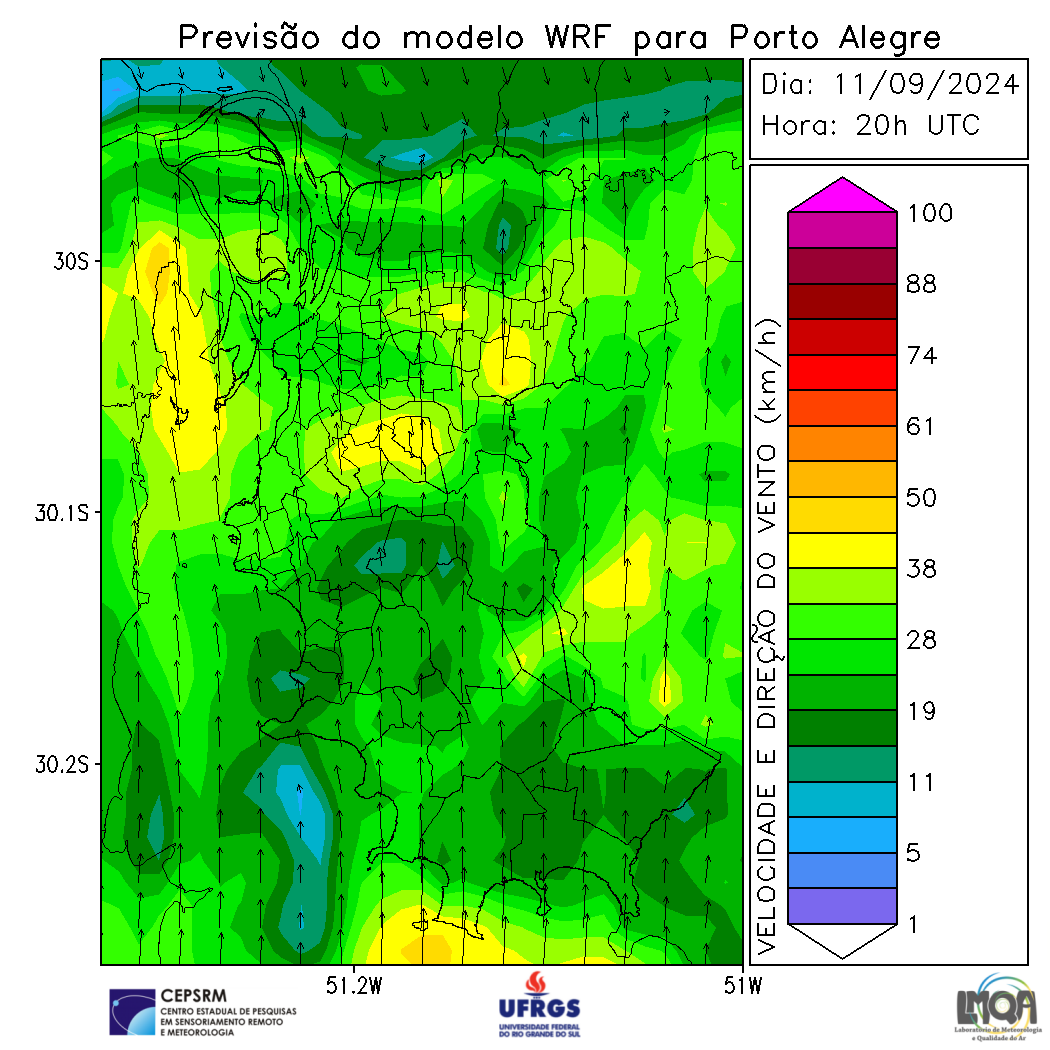 Previsão do modelo WRF para Porto Alegre
Dia: 11/09/2024
Hora: 20h UTC
30S
30.1S
30.2S
51.2W
51W
VELOCIDADE E DIREÇÃO DO VENTO (km/h)
100
88
74
61
50
38
28
19
11
5
1
CEPSRM
CENTRO ESTADUAL DE PESQUISAS
EM SENSORIAMENTO REMOTO
E METEOROLOGIA
UFRGS
UNIVERSIDADE FEDERAL
DO RIO GRANDE DO SUL
LMQA
Laboratório de Meteorologia
e Qualidade do Ar